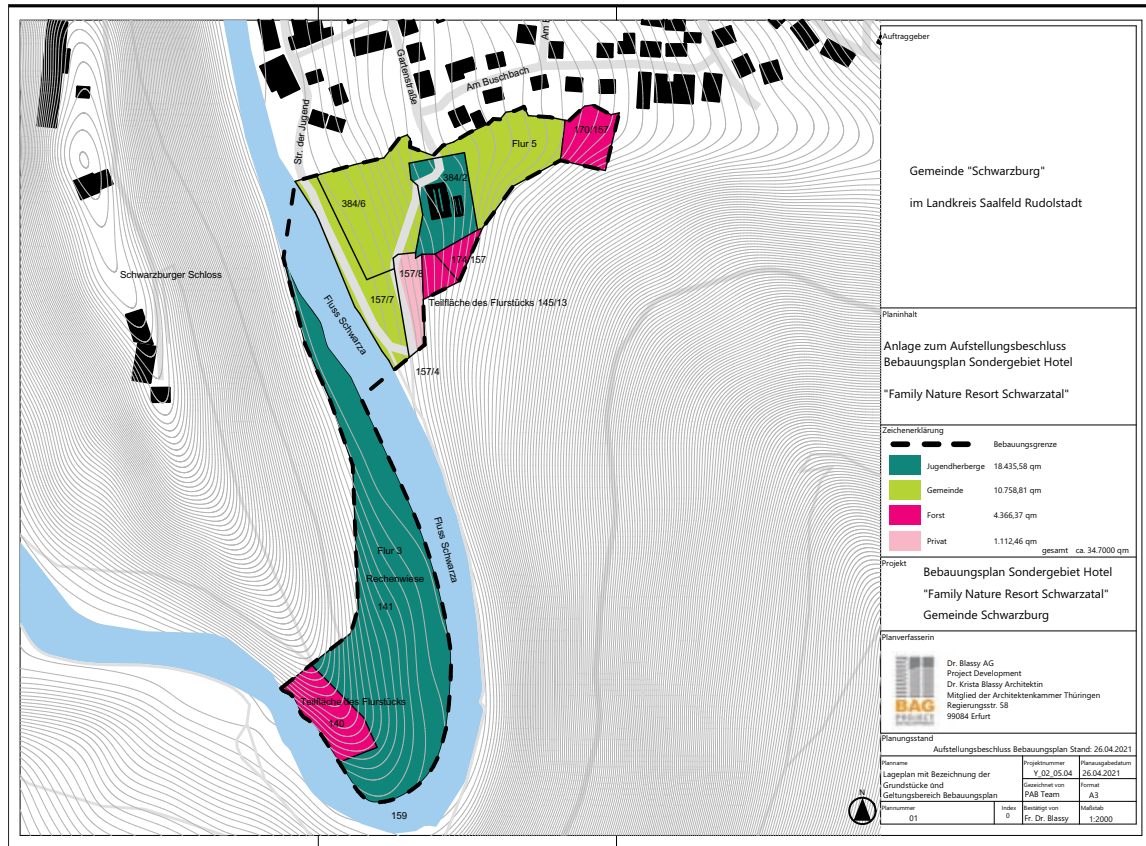 Am B
Gartenstraße
Am Buschbach
Str. der Jugend
Flur 5
170/157
384/2
384/6
Schwarzburger Schloss
157/8
174/157
157/7
Teilfläche des Flurstücks 145/13
Fluss Schwarza
157/4
Fluss Schwarza
Flur 3
Rechenwiese
141
Teilfläche des Flurstücks
140
159
N
Auftraggeber
Gemeinde "Schwarzburg"
im Landkreis Saalfeld Rudolstadt
Planinhalt
Anlage zum Aufstellungsbeschluss
Bebauungsplan Sondergebiet Hotel
"Family Nature Resort Schwarzatal"
Zeichenerklärung
Bebauungsgrenze
Jugendherberge 18.435,58 qm
Gemeinde 10.758,81 qm
Forst 4.366,37 qm
Privat 1.112,46 qm
gesamt ca. 34.7000 qm
Projekt
Bebauungsplan Sondergebiet Hotel
"Family Nature Resort Schwarzatal"
Gemeinde Schwarzburg
Planverfasserin
BAG
PROJECT
DEVELOPMENT
Dr. Blassy AG
Project Development
Dr. Krista Blassy Architektin
Mitglied der Architektenkammer Thüringen
Regierungsstr. 58
99084 Erfurt
Planungsstand
Aufstellungsbeschluss Bebauungsplan Stand: 26.04.2021
Planname
Lageplan mit Bezeichnung der
Grundstücke und
Geltungsbereich Bebauungsplan
Projektnummer
Y_02_05.04
Planausgabedatum
26.04.2021
Gezeichnet von
PAB Team
Format
A3
Plannummer
01
Index
0
Bestätigt von
Fr. Dr. Blassy
Maßstab
1:2000